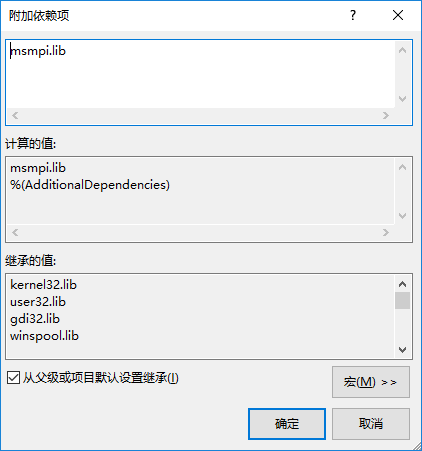 附加依赖项
?
msmpi.lib
计算的值:
msmpi.lib
%(AdditionalDependencies)
继承的值:
kernel32.lib
user32.lib
gdi32.lib
winspool.lib
从父级或项目默认设置继承(I)
宏(M) >>
确定
取消